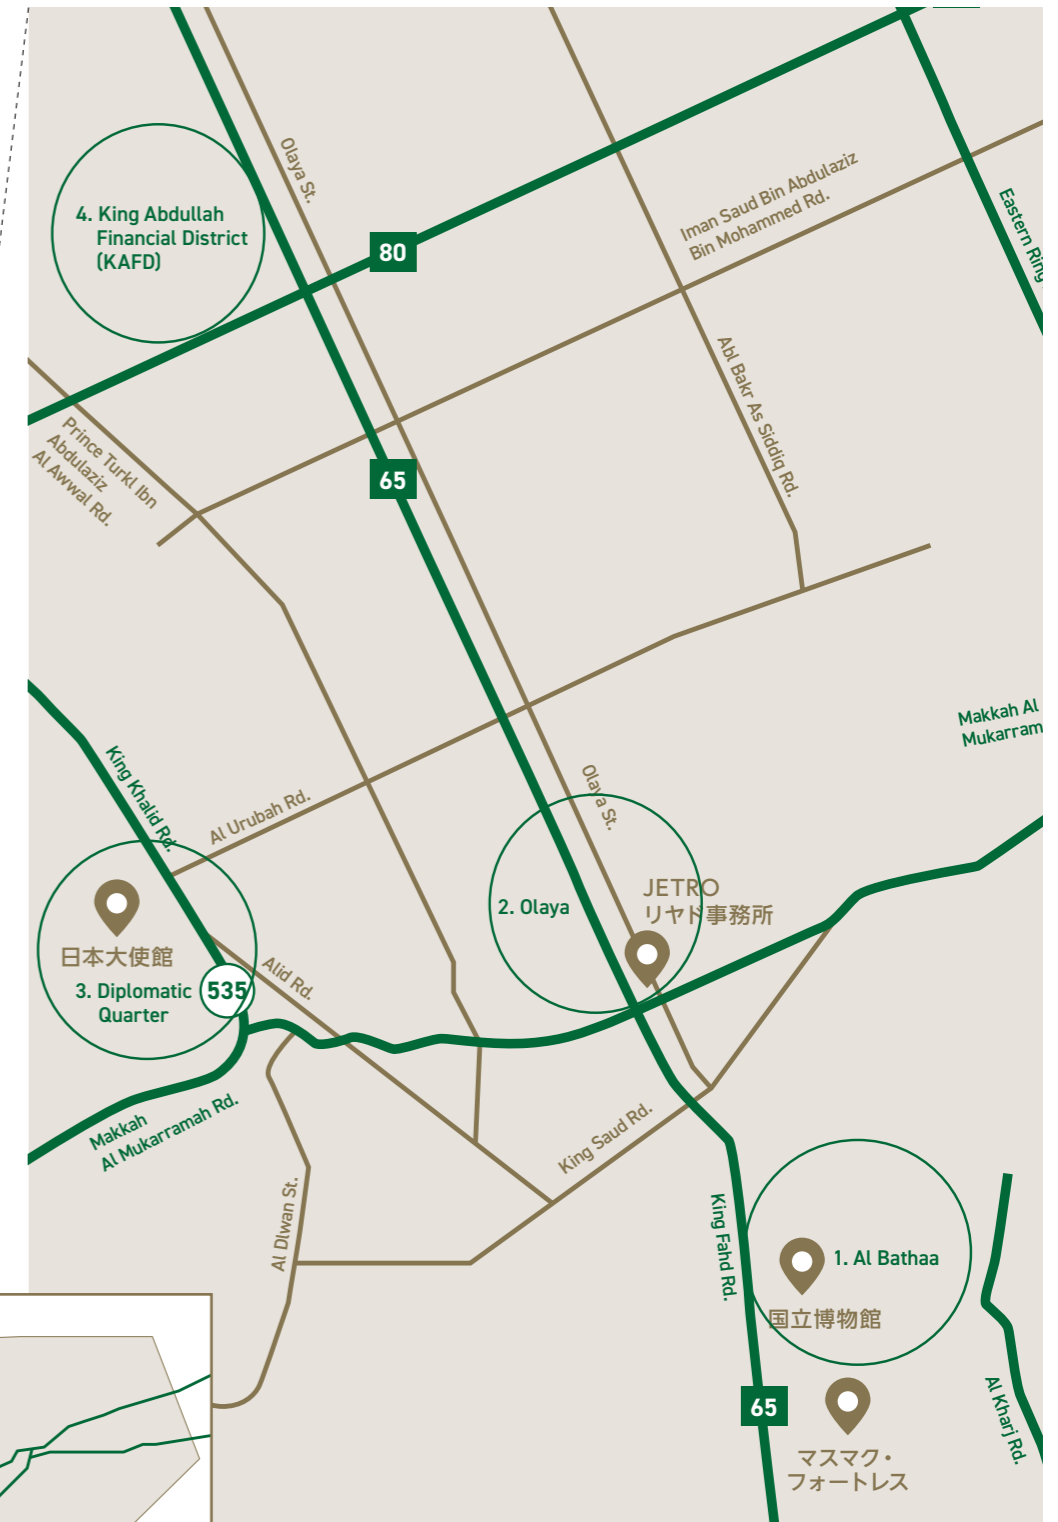 Olaya St.
4. King Abdullah
Financial District
(KAFD)
80
Iman Saud Bin Abdulaziz
Bin Mohammed Rd.
Eastern Ring
Abl Bakr As Siddiq Rd.
Prince Turkl Ibn
Abdulaziz
Al Awwal Rd.
65
Makkah Al
Mukarram
King Khalid Rd.
Al Urubah Rd.
Olaya St.
JETRO
リヤド事務所
2. Olaya
日本大使館
3. Diplomatic
Quarter
535
Alid Rd.
Makkah
Al Mukarramah Rd.
King Saud Rd.
Al Dlwan St.
King Fahd Rd.
1. Al Bathaa
国立博物館
65
Al Kharj Rd.
マスマク・
フォートレス